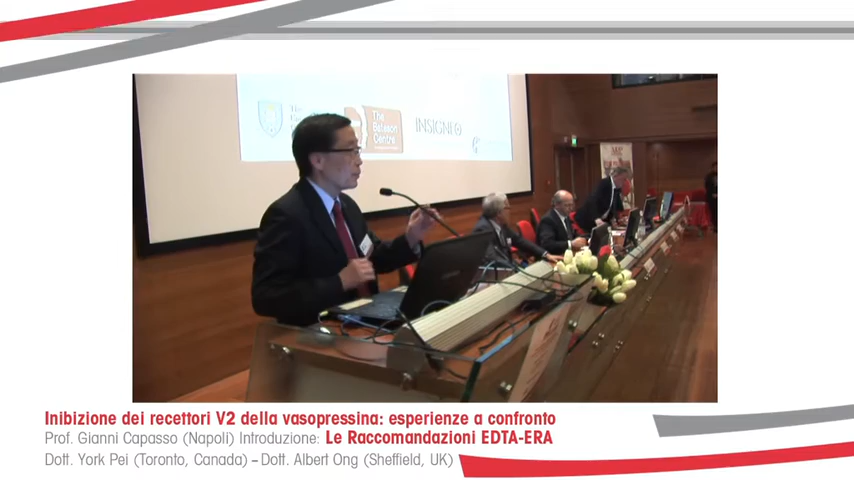 The
Bateson
Centre
INSIGNEO
Inibizione dei recettori V2 della vasopressina: esperienze a confronto
Prof. Gianni Capasso (Napoli) Introduzione: Le Raccomandazioni EDTA-ERA
Dott. York Pei (Toronto, Canada) – Dott. Albert Ong (Sheffield, UK)